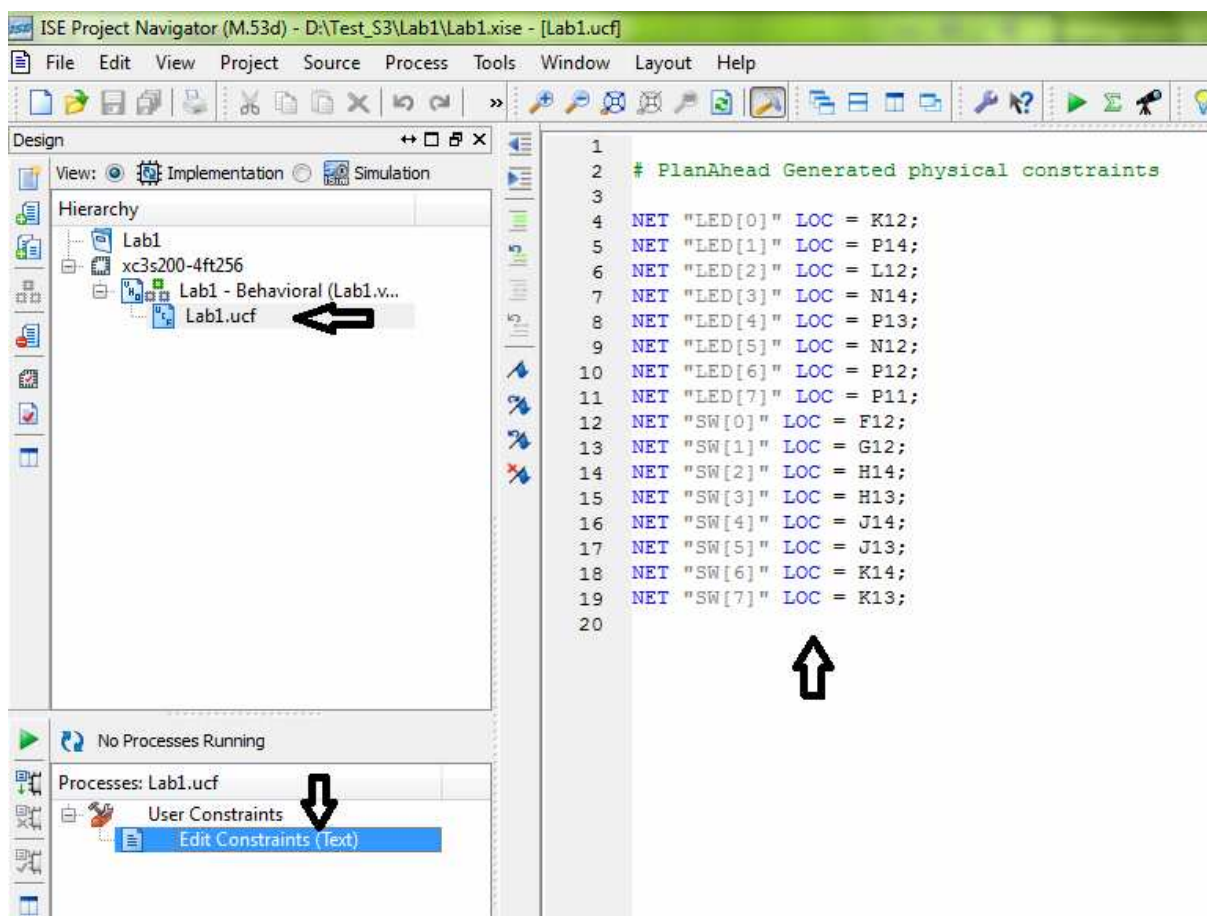 ISE Project Navigator (M.53d) - D:\Test_S3\Lab1\Lab1.xise - [Lab1.ucf]
File Edit View Project Source Process Tools Window Layout Help
Design
View: Implementation Simulation
Hierarchy
Lab1
xc3s200-4ft256
Lab1 - Behavioral (Lab1.v...
Lab1.ucf
No Processes Running
Processes: Lab1.ucf
User Constraints
Edit Constraints (Text)
1
2 # PlanAhead Generated physical constraints
3
4 NET "LED[0]" LOC = K12;
5 NET "LED[1]" LOC = P14;
6 NET "LED[2]" LOC = L12;
7 NET "LED[3]" LOC = N14;
8 NET "LED[4]" LOC = P13;
9 NET "LED[5]" LOC = N12;
10 NET "LED[6]" LOC = P12;
11 NET "LED[7]" LOC = P11;
12 NET "SW[0]" LOC = F12;
13 NET "SW[1]" LOC = G12;
14 NET "SW[2]" LOC = H14;
15 NET "SW[3]" LOC = H13;
16 NET "SW[4]" LOC = J14;
17 NET "SW[5]" LOC = J13;
18 NET "SW[6]" LOC = K14;
19 NET "SW[7]" LOC = K13;
20